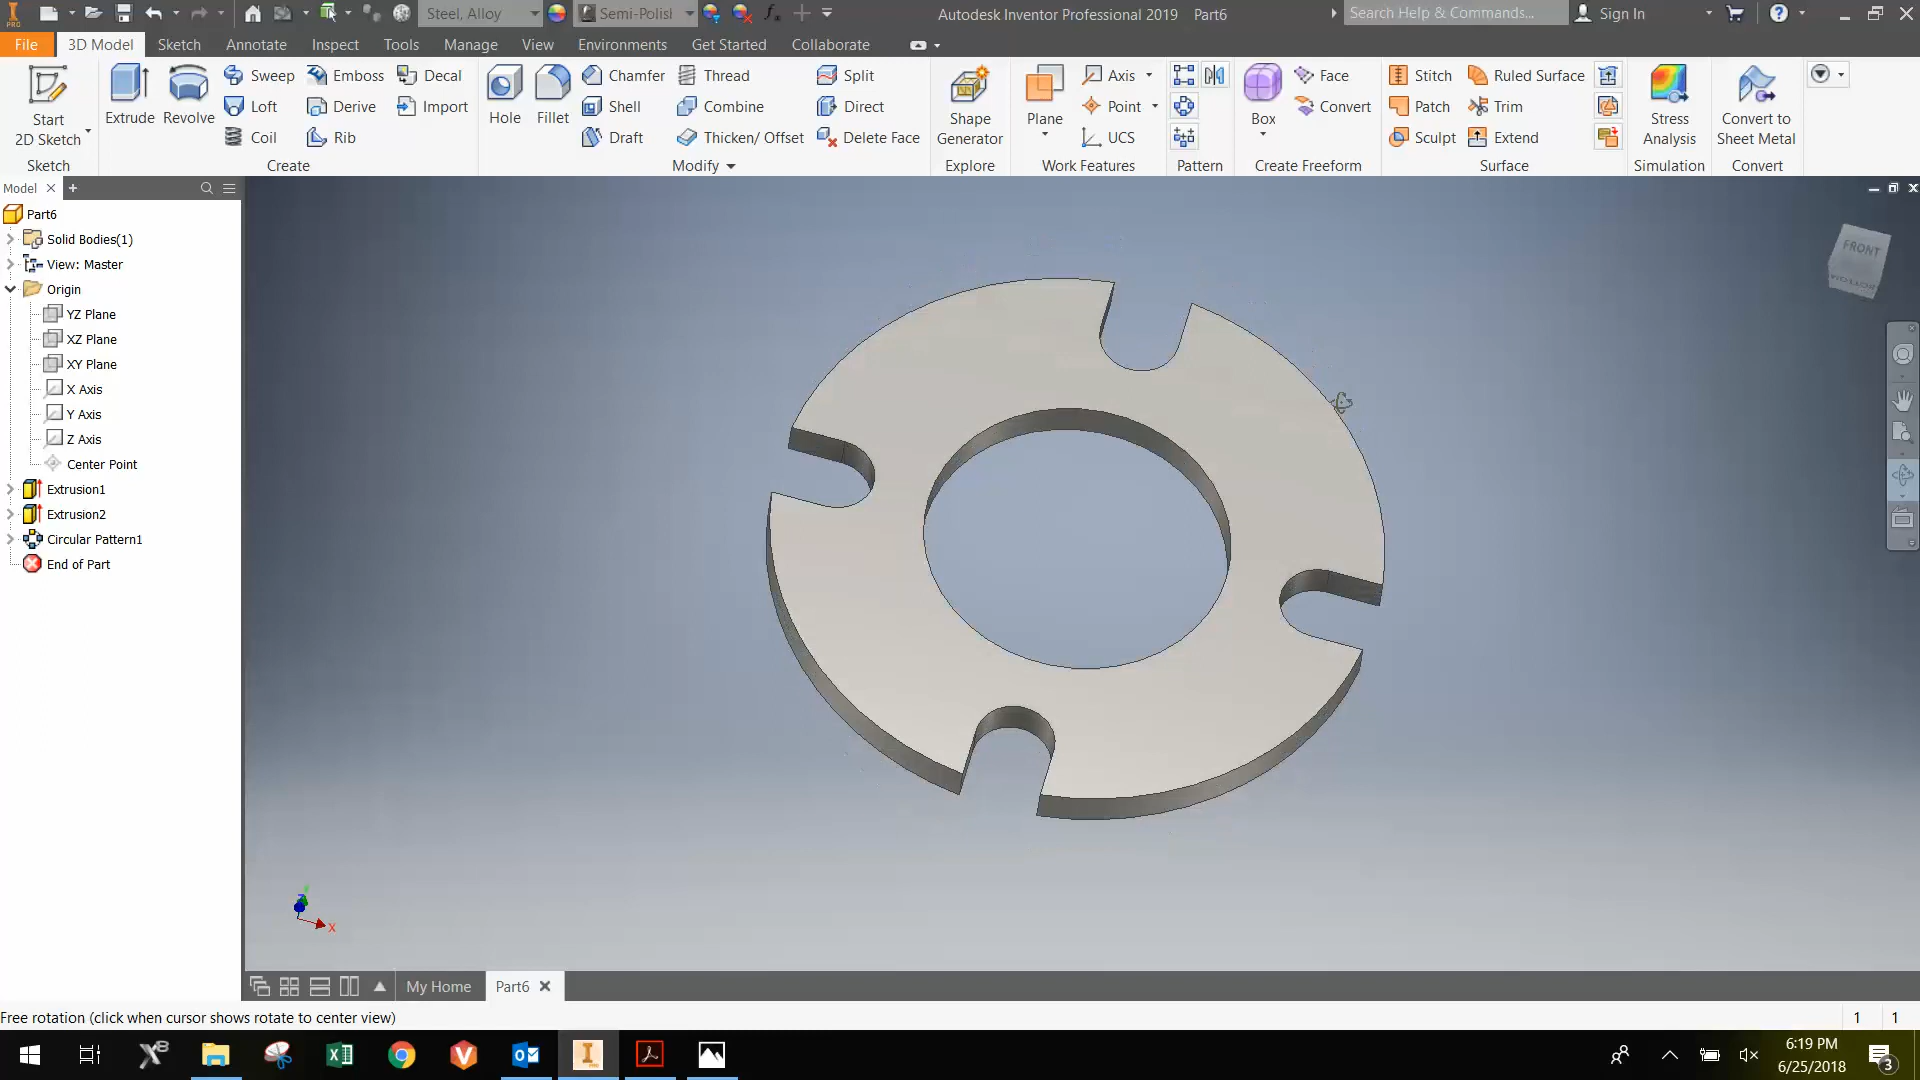 Steel, Alloy
Semi-Polisl
Autodesk Inventor Professional 2019 Part6
Search Help & Commands...
Sign In
PRO
File
3D Model
Sketch
Annotate
Inspect
Tools
Manage
View
Environments
Get Started
Collaborate
Start
2D Sketch
Sketch
Extrude
Revolve
Sweep
Emboss
Decal
Loft
Derive
Import
Coil
Rib
Create
Hole
Fillet
Chamfer
Thread
Split
Shell
Combine
Direct
Draft
Thicken/ Offset
Delete Face
Modify
Shape
Generator
Explore
Plane
Axis
Point
UCS
Work Features
Pattern
Box
Face
Convert
Create Freeform
Stitch
Ruled Surface
Patch
Trim
Sculpt
Extend
Surface
Stress
Analysis
Simulation
Convert to
Sheet Metal
Convert
Model
Part6
Solid Bodies(1)
View: Master
Origin
YZ Plane
XZ Plane
XY Plane
X Axis
Y Axis
Z Axis
Center Point
Extrusion1
Extrusion2
Circular Pattern1
End of Part
FRONT
BOTTOM
X
My Home
Part6
Free rotation (click when cursor shows rotate to center view)
1 1
6:19 PM
6/25/2018
3